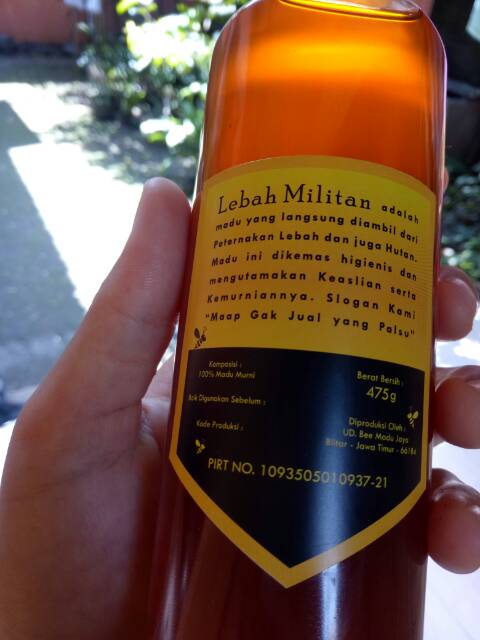 Lebah Militan adalah
madu yang langsung diambil dari
Peternakan Lebah dan juga Hutan.
Madu ini dikemas higienis dan
mengutamakan Keaslian serta
Kemurniannya. Slogan Kami
"Maap Gak Jual yang Palsu"
Komposisi :
100% Madu Murni
Baik Digunakan Sebelum :
Kode Produksi :
Berat Bersih :
475g
Diproduksi Oleh :
UD. Bee Madu Jaya
Blitar - Jawa Timur - 66184
PIRT NO. 1093505010937-21